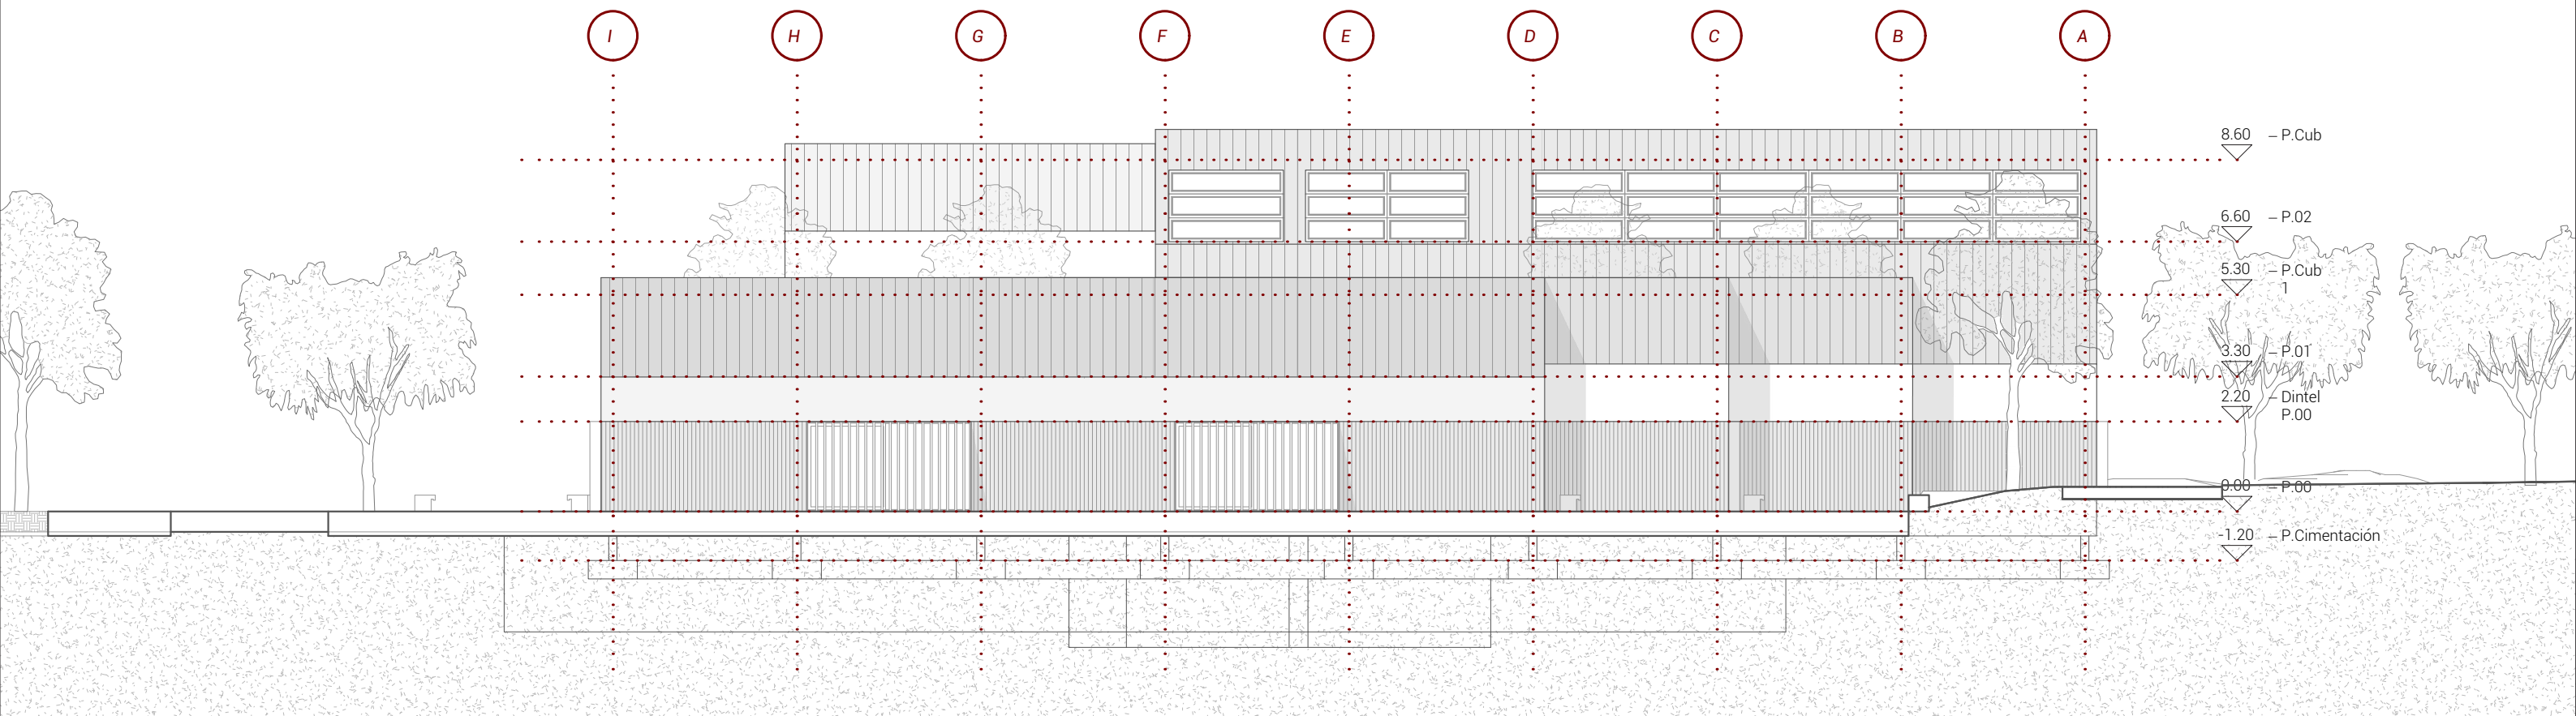 I H G F E D C B A
8.60 – P.Cub
6.60 – P.02
5.30 – P.Cub
1
3.30 – P.01
2.20 – Dintel
P.00
0.00 – P.00
-1.20 – P.Cimentación